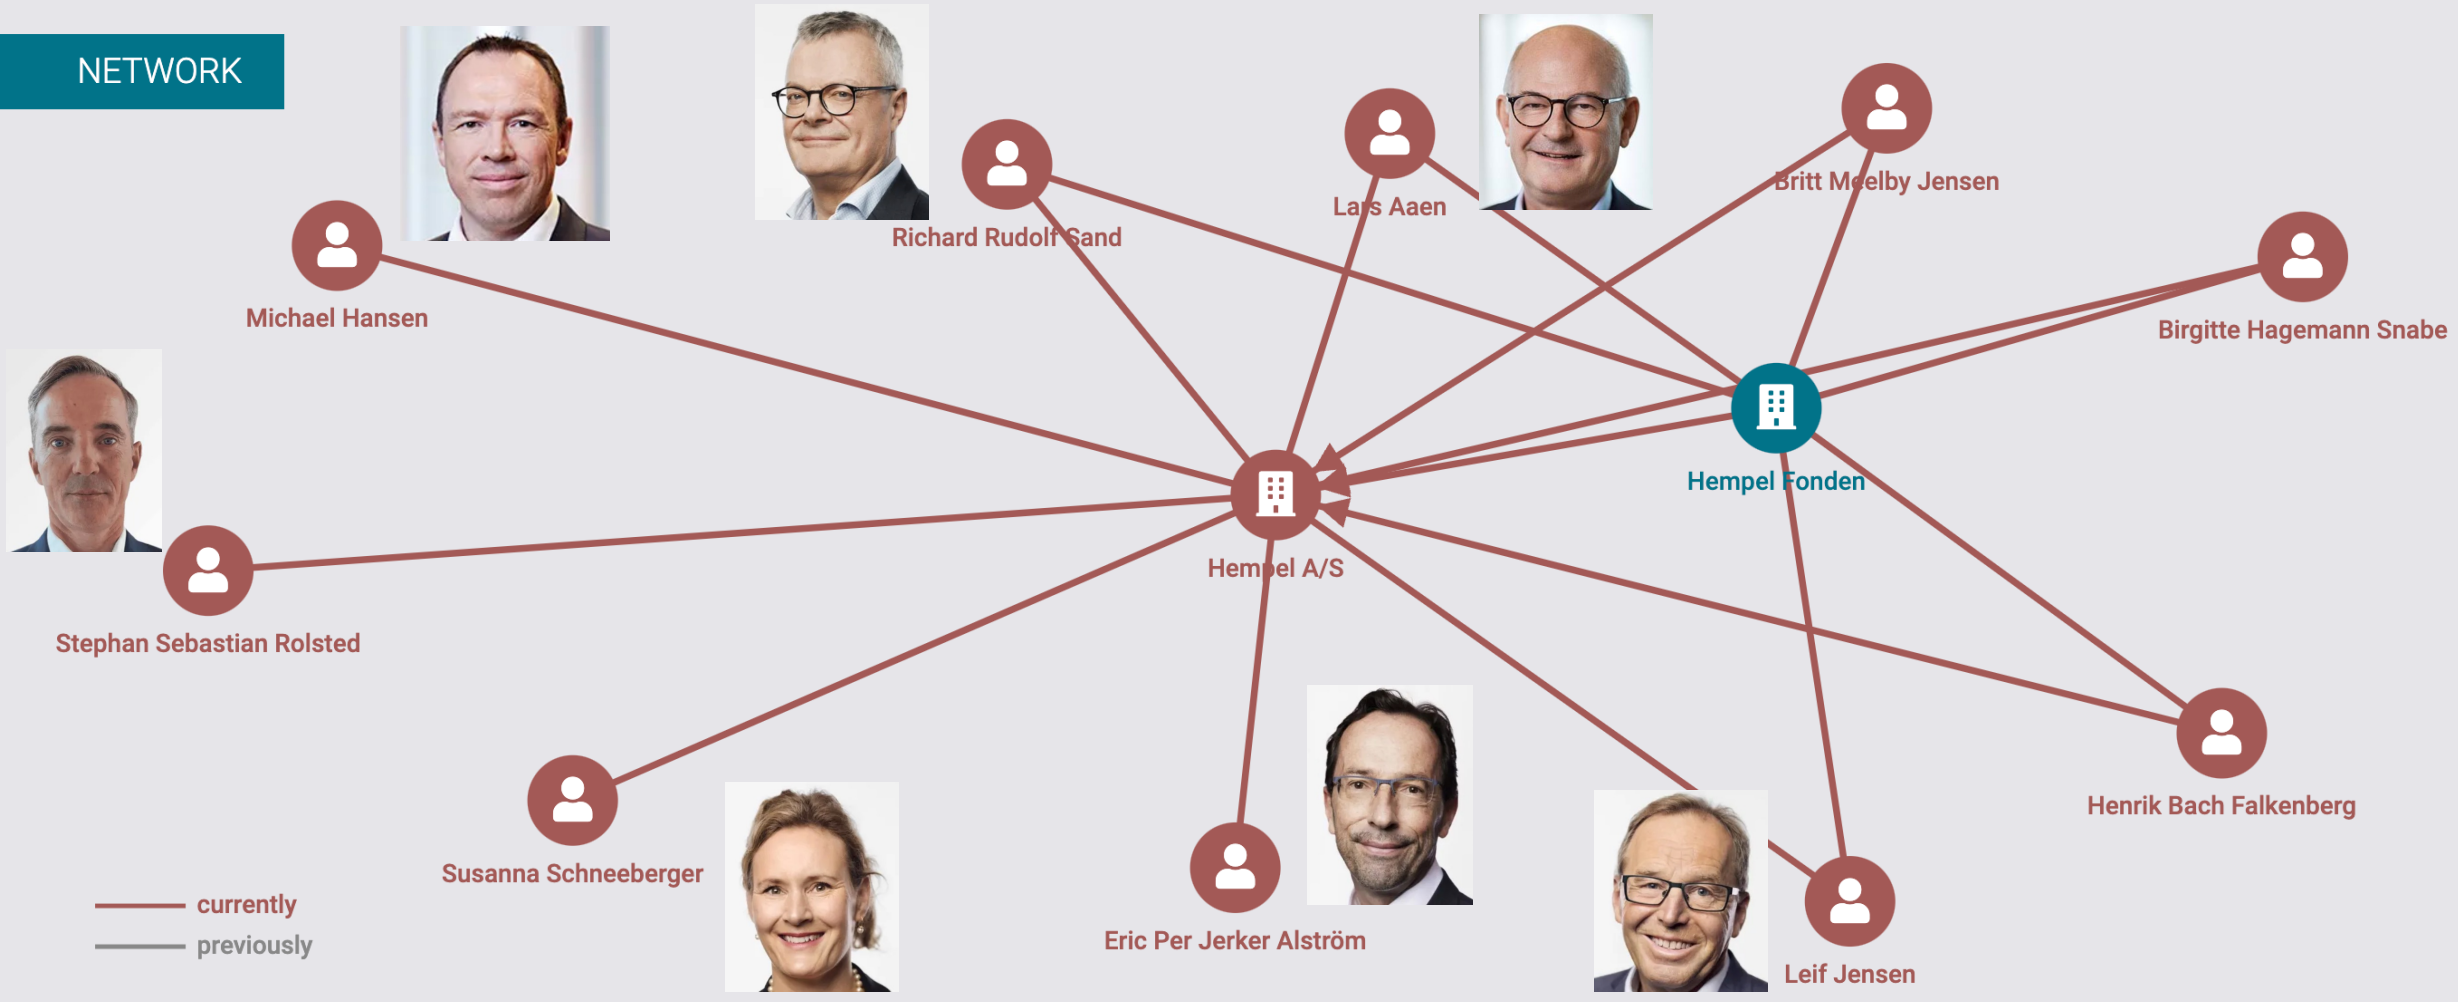 NETWORK
Britt Meelby Jensen
Lars Aaen
Richard Rudolf Sand
Michael Hansen
Birgitte Hagemann Snabe
Hempel Fonden
Hempel A/S
Stephan Sebastian Rolsted
Henrik Bach Falkenberg
Susanna Schneeberger
currently
Eric Per Jerker Alström
previously
Leif Jensen